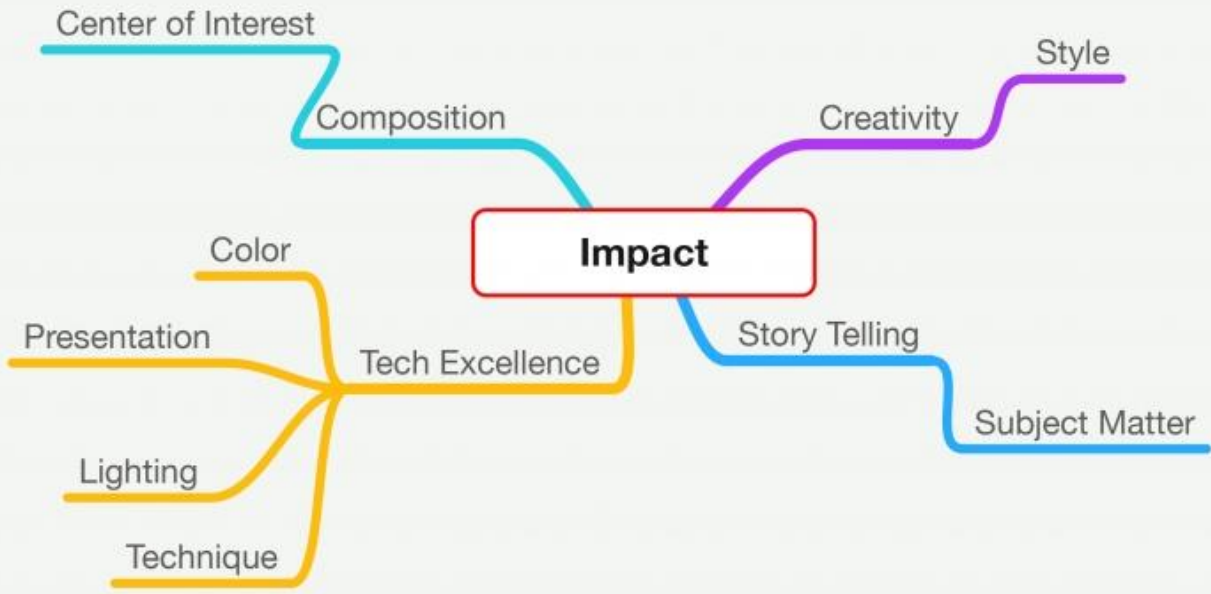 Center of Interest
Style
Composition
Creativity
Impact
Color
Story Telling
Presentation
Tech Excellence
Subject Matter
Lighting
Technique